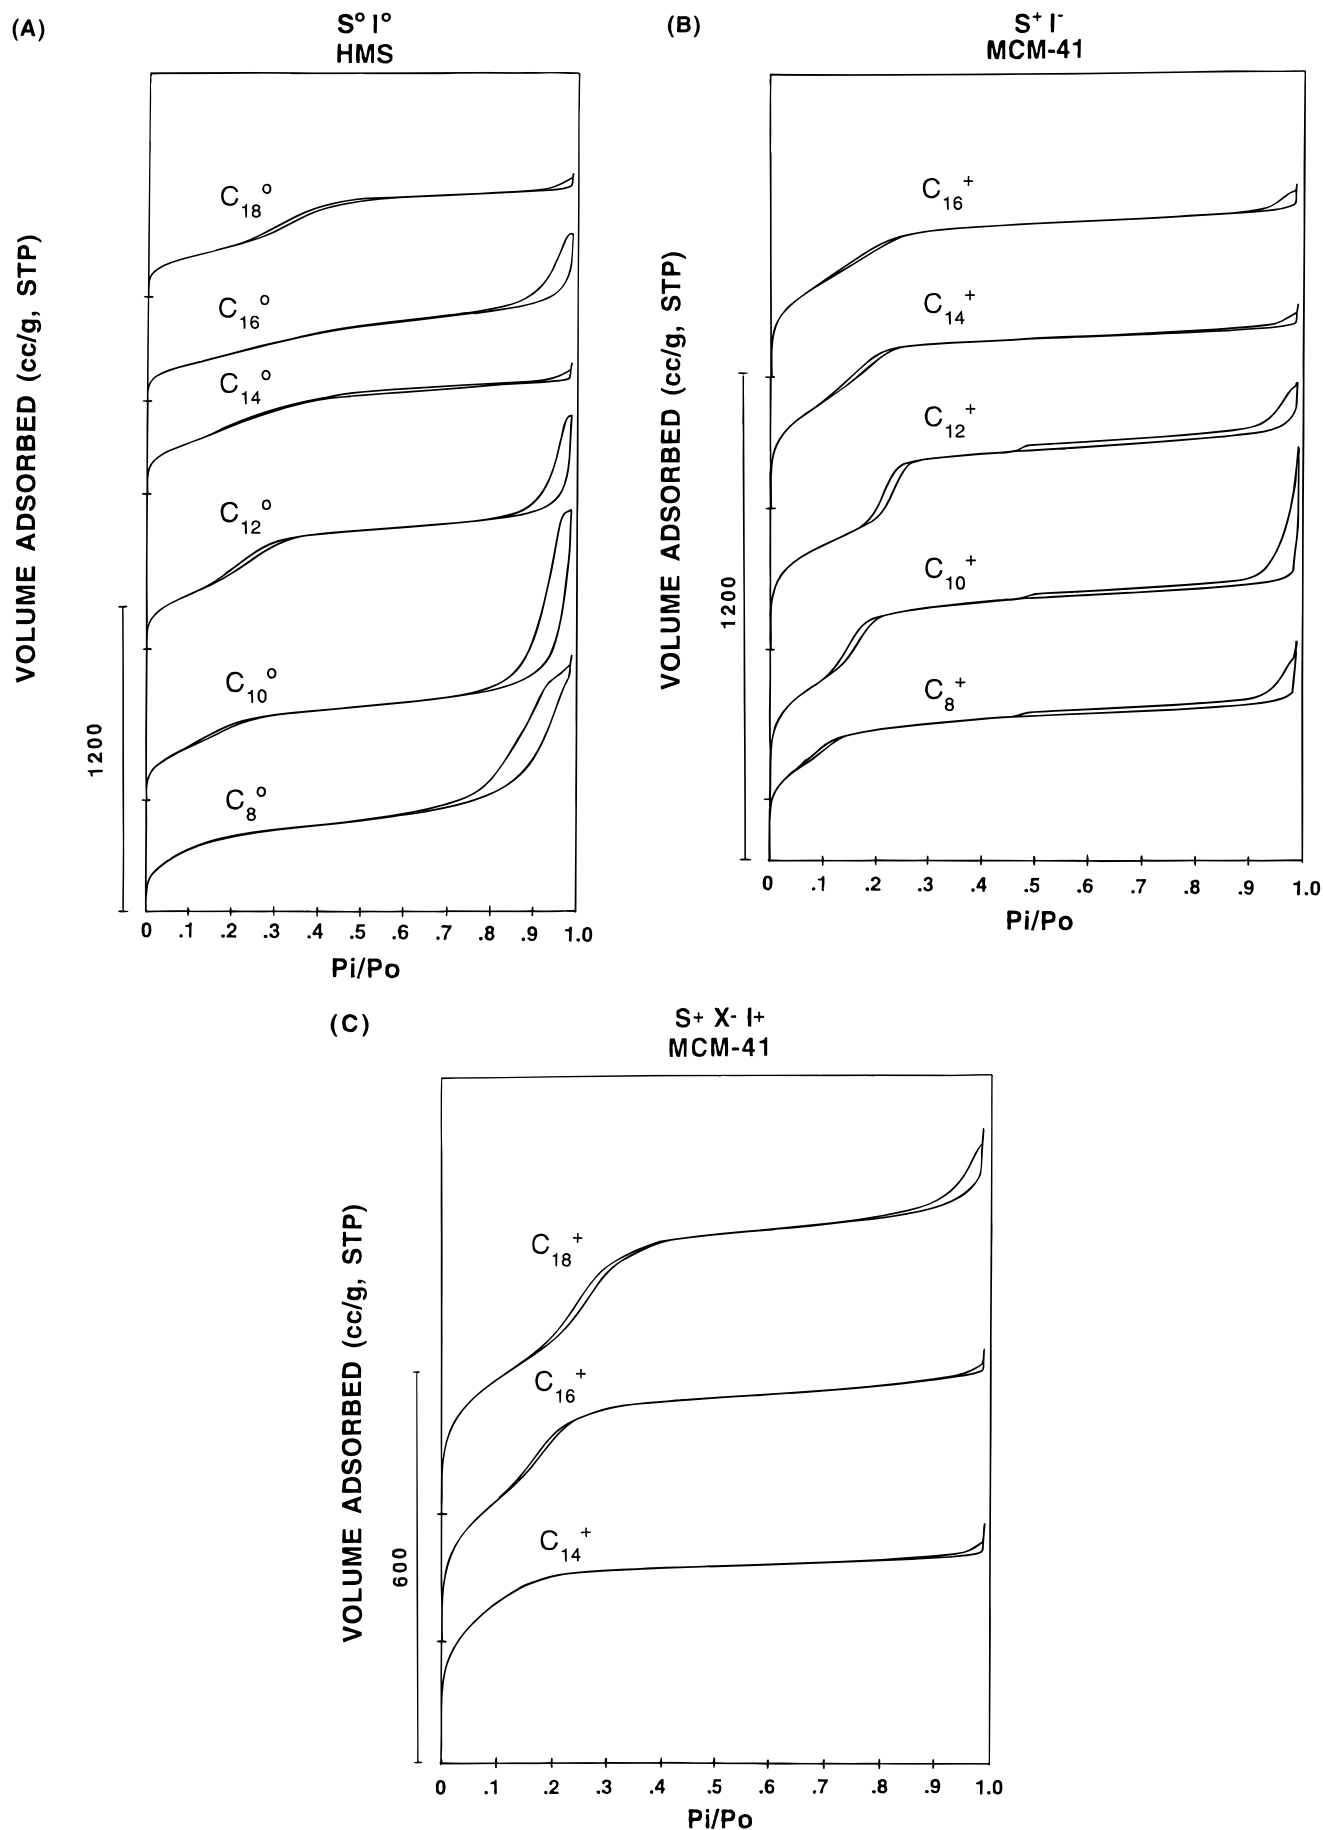 (A)
S° I°
HMS
VOLUME ADSORBED (cc/g, STP)
1200
C₁₈°
C₁₆°
C₁₄°
C₁₂°
C₁₀°
C₈°
0 .1 .2 .3 .4 .5 .6 .7 .8 .9 1.0
Pi/Po
(B)
S⁺ I⁻
MCM-41
VOLUME ADSORBED (cc/g, STP)
1200
C₁₆⁺
C₁₄⁺
C₁₂⁺
C₁₀⁺
C₈⁺
0 .1 .2 .3 .4 .5 .6 .7 .8 .9 1.0
Pi/Po
(C)
S+ X- I+
MCM-41
VOLUME ADSORBED (cc/g, STP)
600
C₁₈⁺
C₁₆⁺
C₁₄⁺
0 .1 .2 .3 .4 .5 .6 .7 .8 .9 1.0
Pi/Po